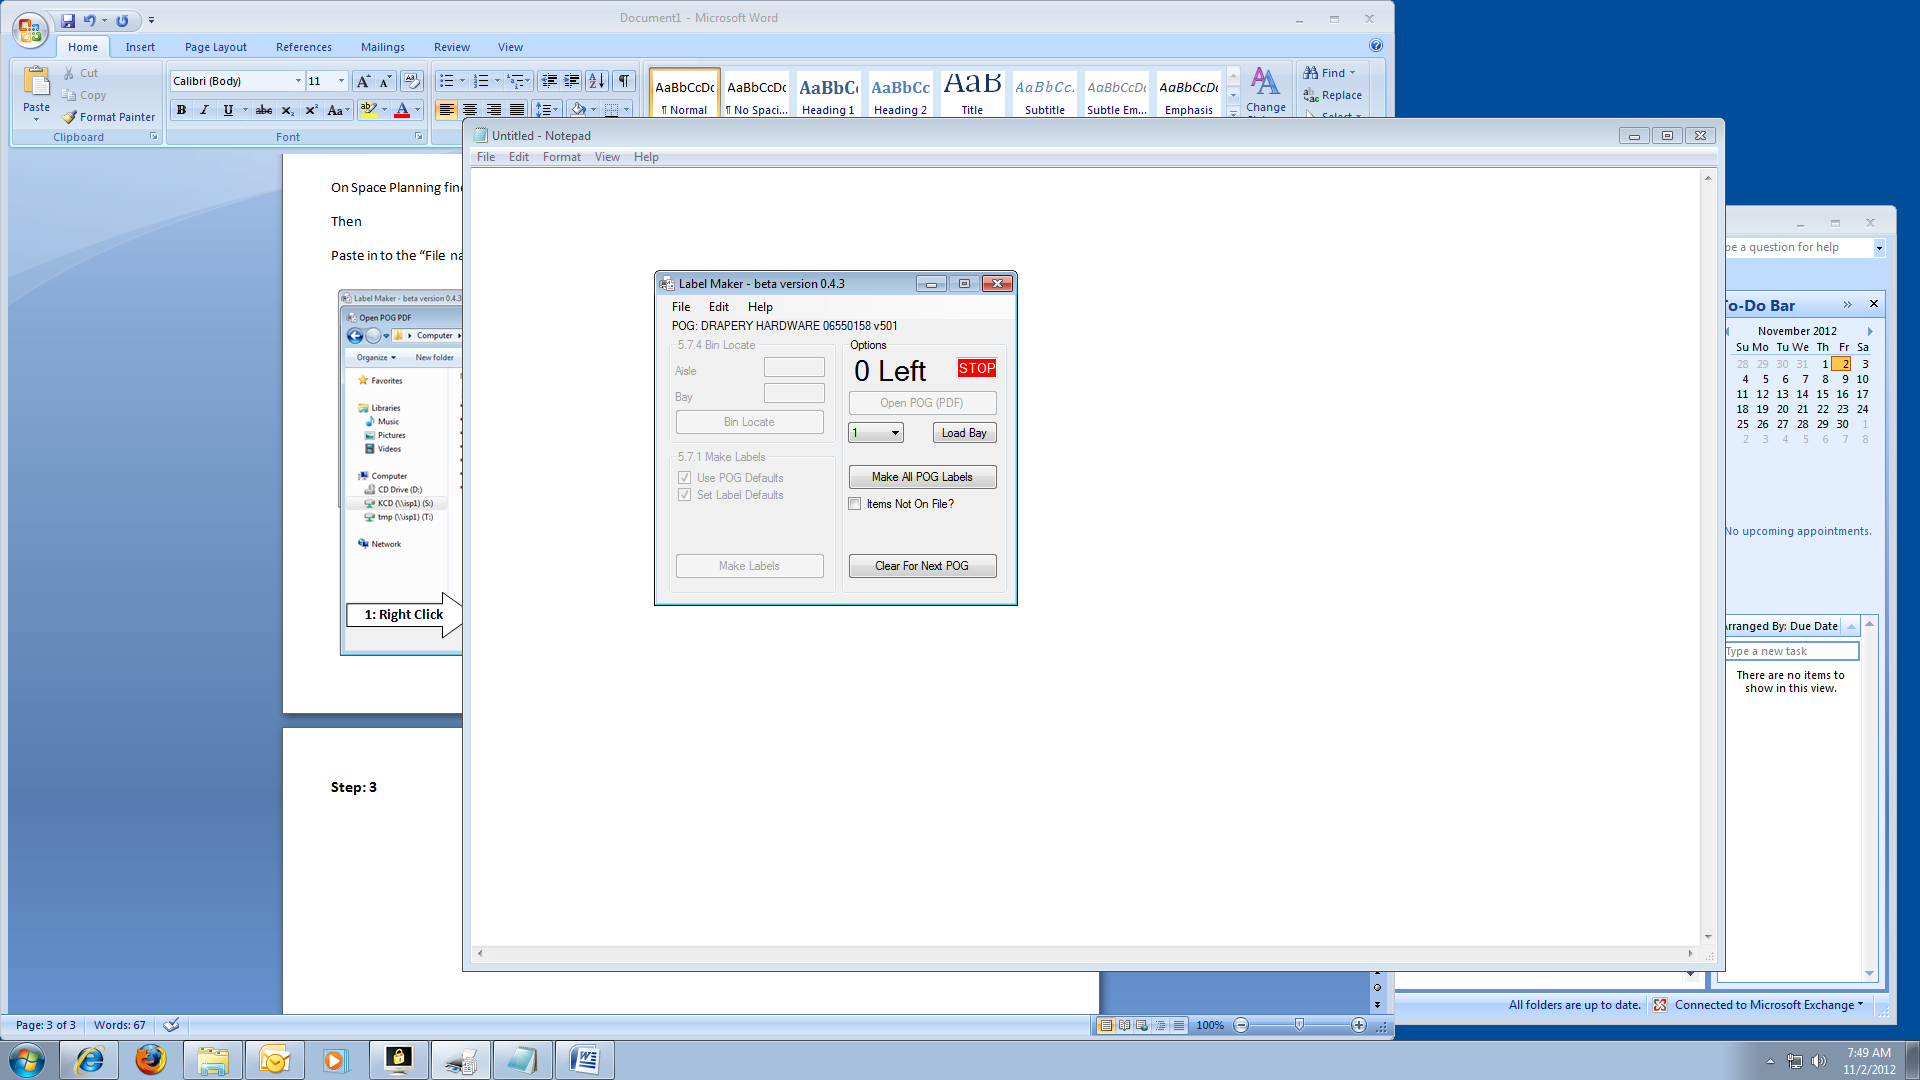 Document1 - Microsoft Word
Home Insert Page Layout References Mailings Review View
Paste
Cut
Copy
Format Painter
Clipboard
Calibri (Body) 11
Font
AaBbCcDc AaBbCcDc AaBbC AaBbCc AaB AaBbCc. AaBbCcDc AaBbCcDc
¶ Normal ¶ No Spaci... Heading 1 Heading 2 Title Subtitle Subtle Em... Emphasis
Change
Find
Replace
Select
On Space Planning find
Then
Paste in to the “File na
Label Maker - beta version 0.4.3
Open POG PDF
Computer
Organize New folder
Favorites
Libraries
Music
Pictures
Videos
Computer
CD Drive (D:)
KCD (\\isp1) (S:)
tmp (\\isp1) (T:)
Network
1: Right Click
Step: 3
Page: 3 of 3 Words: 67
100%
Untitled - Notepad
File Edit Format View Help
Label Maker - beta version 0.4.3
File Edit Help
POG: DRAPERY HARDWARE 06550158 v501
5.7.4 Bin Locate
Aisle
Bay
Bin Locate
5.7.1 Make Labels
Use POG Defaults
Set Label Defaults
Make Labels
Options
0 Left STOP
Open POG (PDF)
1 Load Bay
Make All POG Labels
Items Not On File?
Clear For Next POG
pe a question for help
To-Do Bar
November 2012
Su Mo Tu We Th Fr Sa
28 29 30 31 1 2 3
4 5 6 7 8 9 10
11 12 13 14 15 16 17
18 19 20 21 22 23 24
25 26 27 28 29 30 1
2 3 4 5 6 7 8
No upcoming appointments.
Arranged By: Due Date
Type a new task
There are no items to
show in this view.
All folders are up to date. Connected to Microsoft Exchange
7:49 AM
11/2/2012